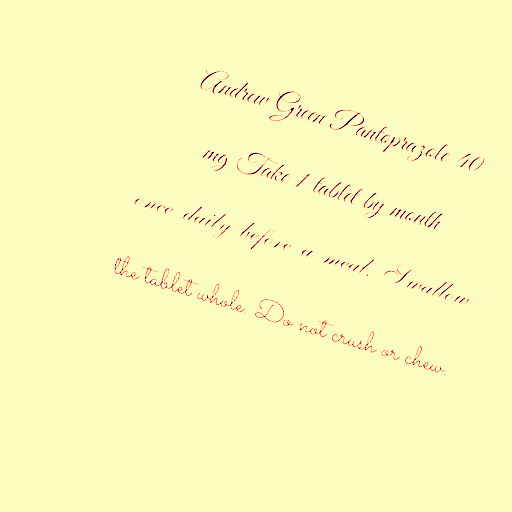 Andrew Green Pantoprazole 40
mg Take 1 tablet by mouth
once daily before a meal. Swallow
the tablet whole. Do not crush or chew.